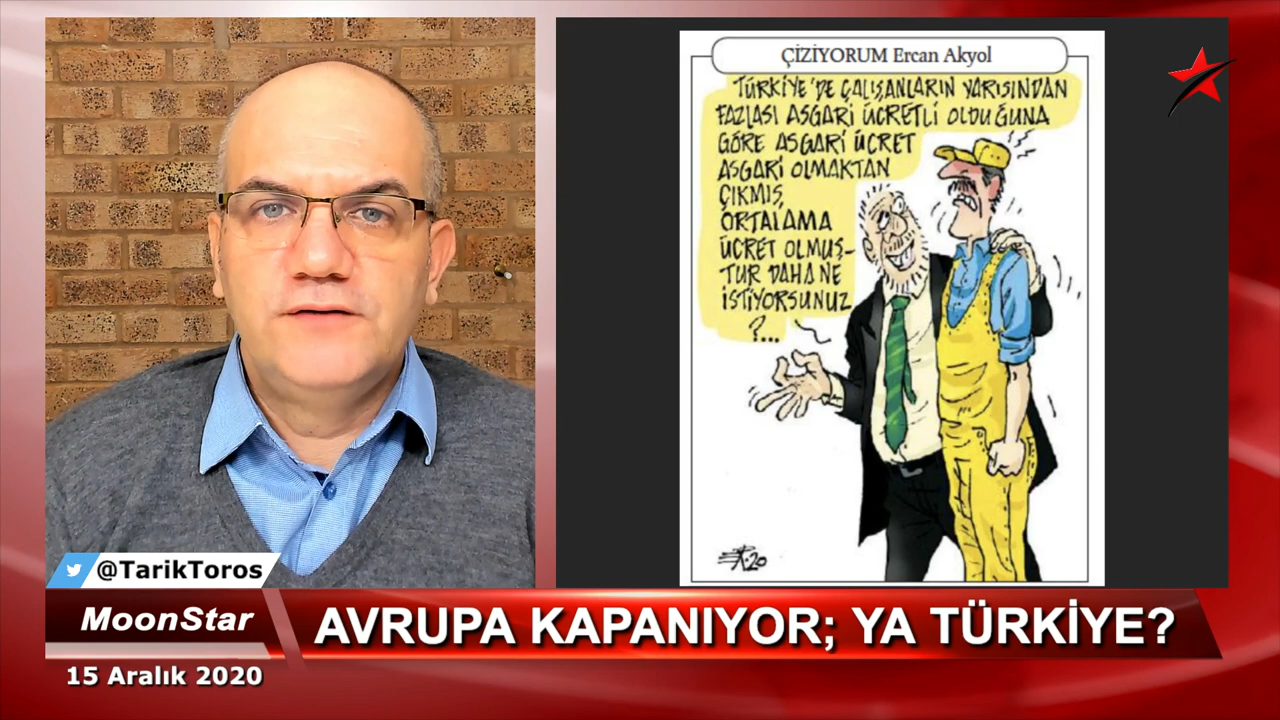 ÇİZİYORUM Ercan Akyol
TÜRKİYE'DE ÇALIŞANLARIN YARISINDAN
FAZLASI ASGARİ ÜCRETLİ OLDUĞUNA
GÖRE ASGARİ ÜCRET
ASGARİ OLMAKTAN
ÇIKMIŞ,
ORTALAMA
ÜCRET OLMUŞ-
TUR DAHA NE
İSTİYORSUNUZ
?...
20
@TarikToros
MoonStar
AVRUPA KAPANIYOR; YA TÜRKİYE?
15 Aralık 2020